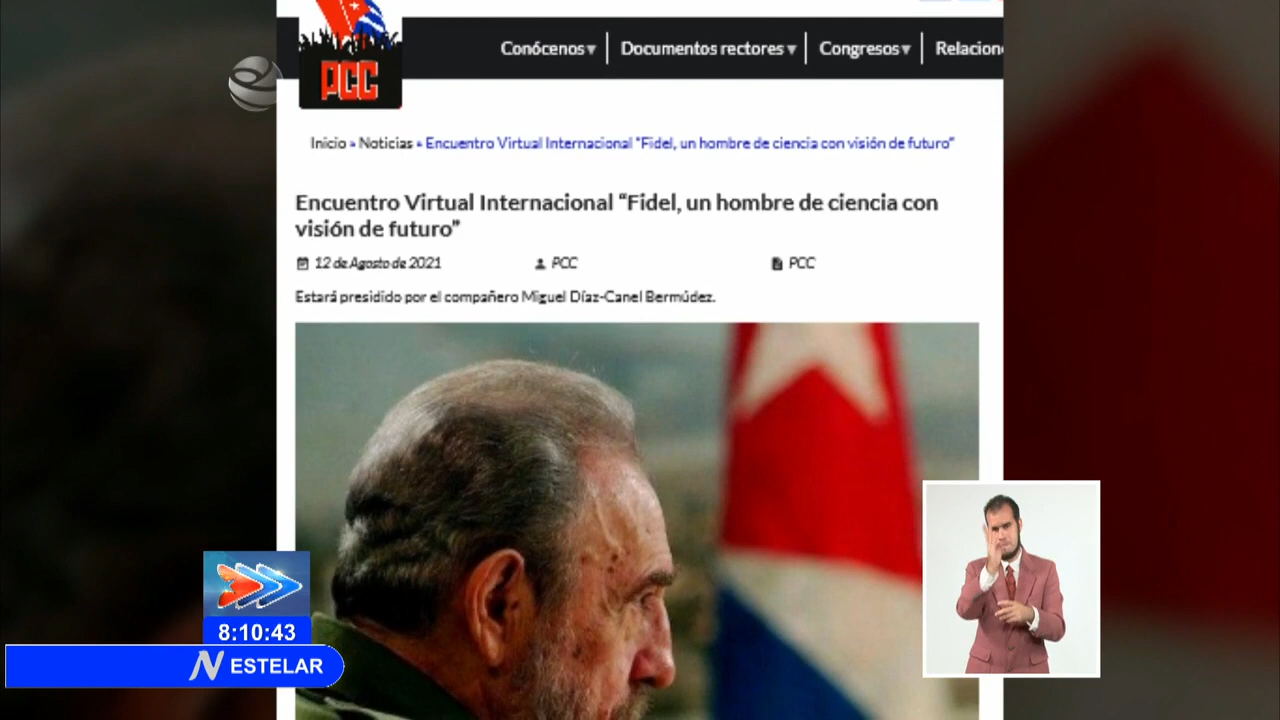 PCC
Conócenos▾ Documentos rectores▾ Congresos▾ Relacion
Inicio » Noticias » Encuentro Virtual Internacional “Fidel, un hombre de ciencia con visión de futuro”
Encuentro Virtual Internacional “Fidel, un hombre de ciencia con
visión de futuro”
12 de Agosto de 2021 PCC PCC
Estará presidido por el compañero Miguel Díaz-Canel Bermúdez.
8:10:43
N ESTELAR